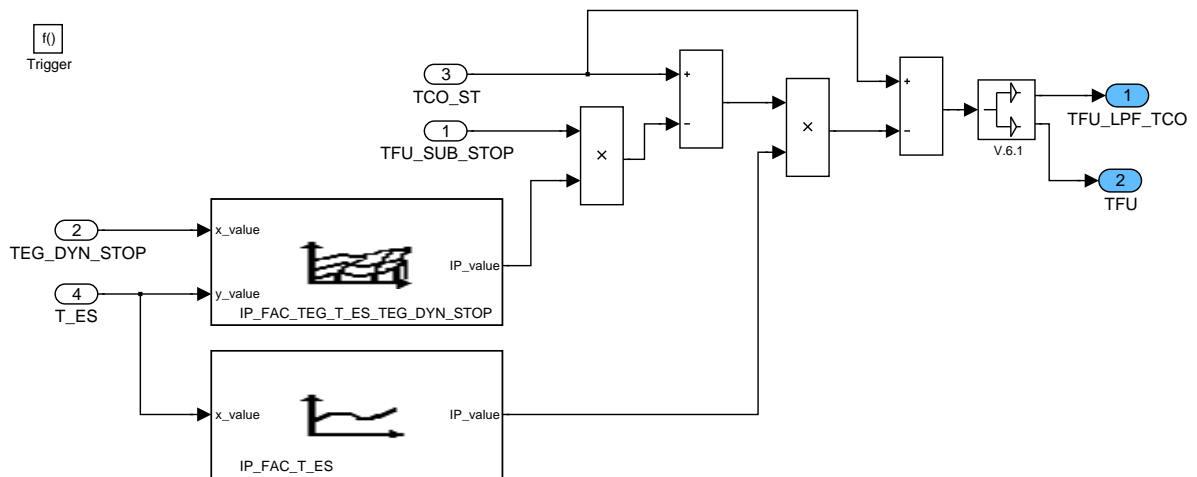 f()
Trigger
3
TCO_ST
+
−
1
TFU_SUB_STOP
×
×
+
−
V.6.1
1
TFU_LPF_TCO
2
TFU
2
TEG_DYN_STOP
4
T_ES
x_value
y_value
IP_value
IP_FAC_TEG_T_ES_TEG_DYN_STOP
x_value
IP_value
IP_FAC_T_ES